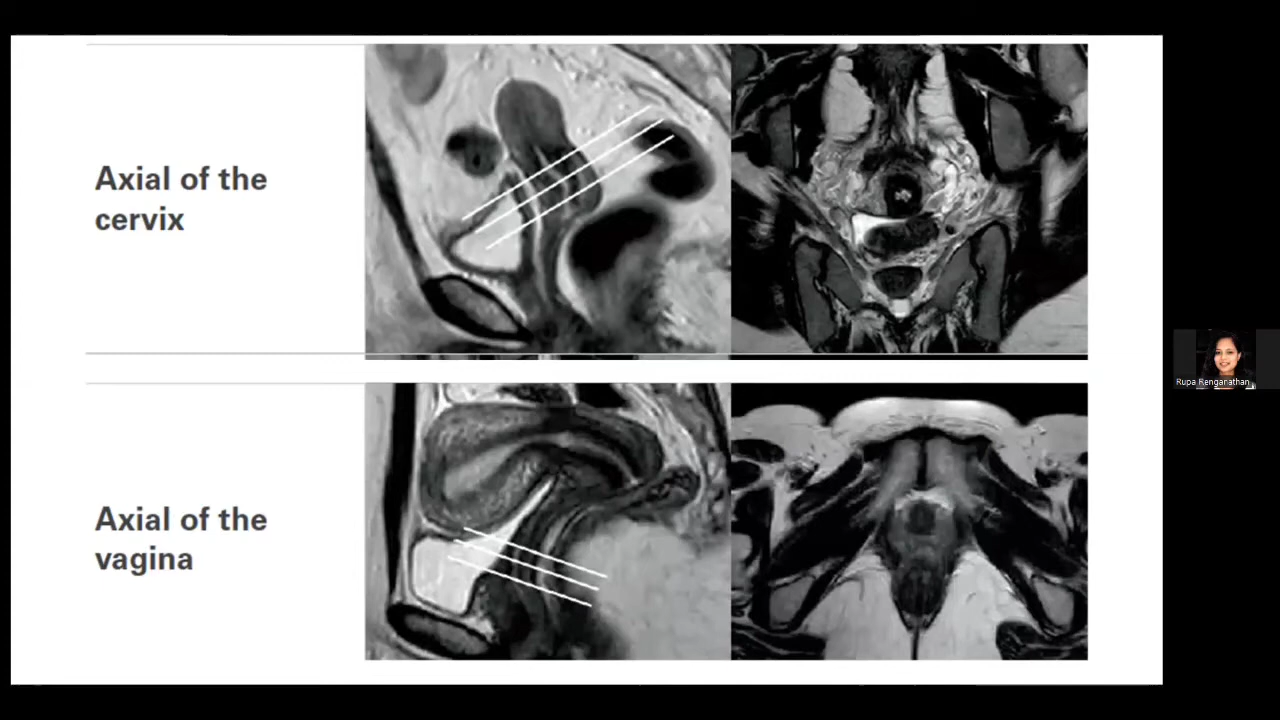 Axial of the
cervix
Rupa Renganathan
Axial of the
vagina